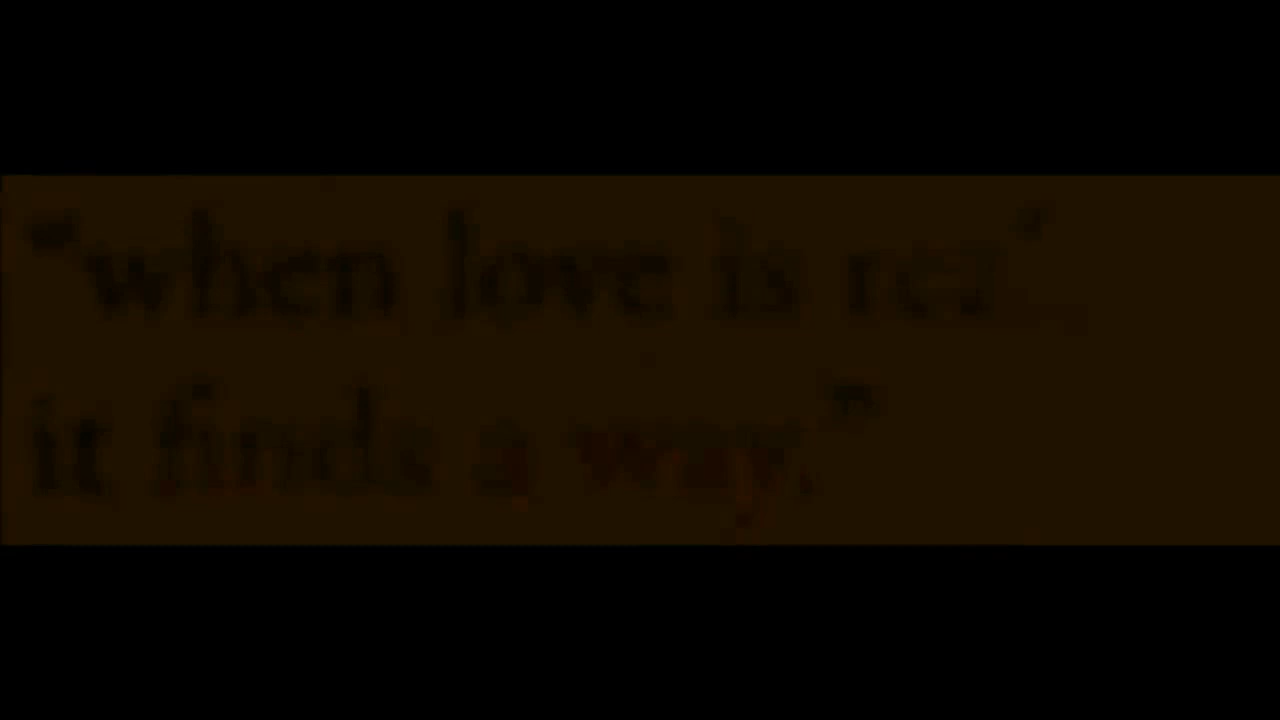 “when love is real
it finds a way.”